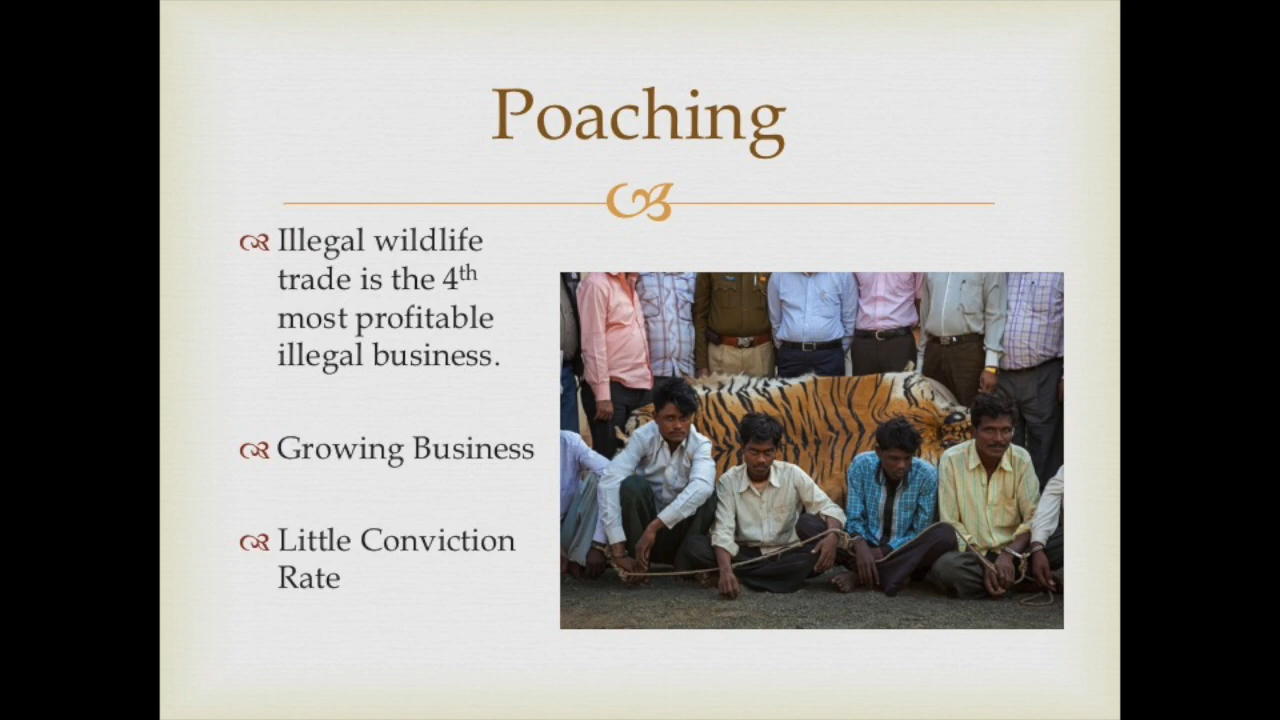 Poaching
Illegal wildlife
trade is the 4th
most profitable
illegal business.
Growing Business
Little Conviction
Rate